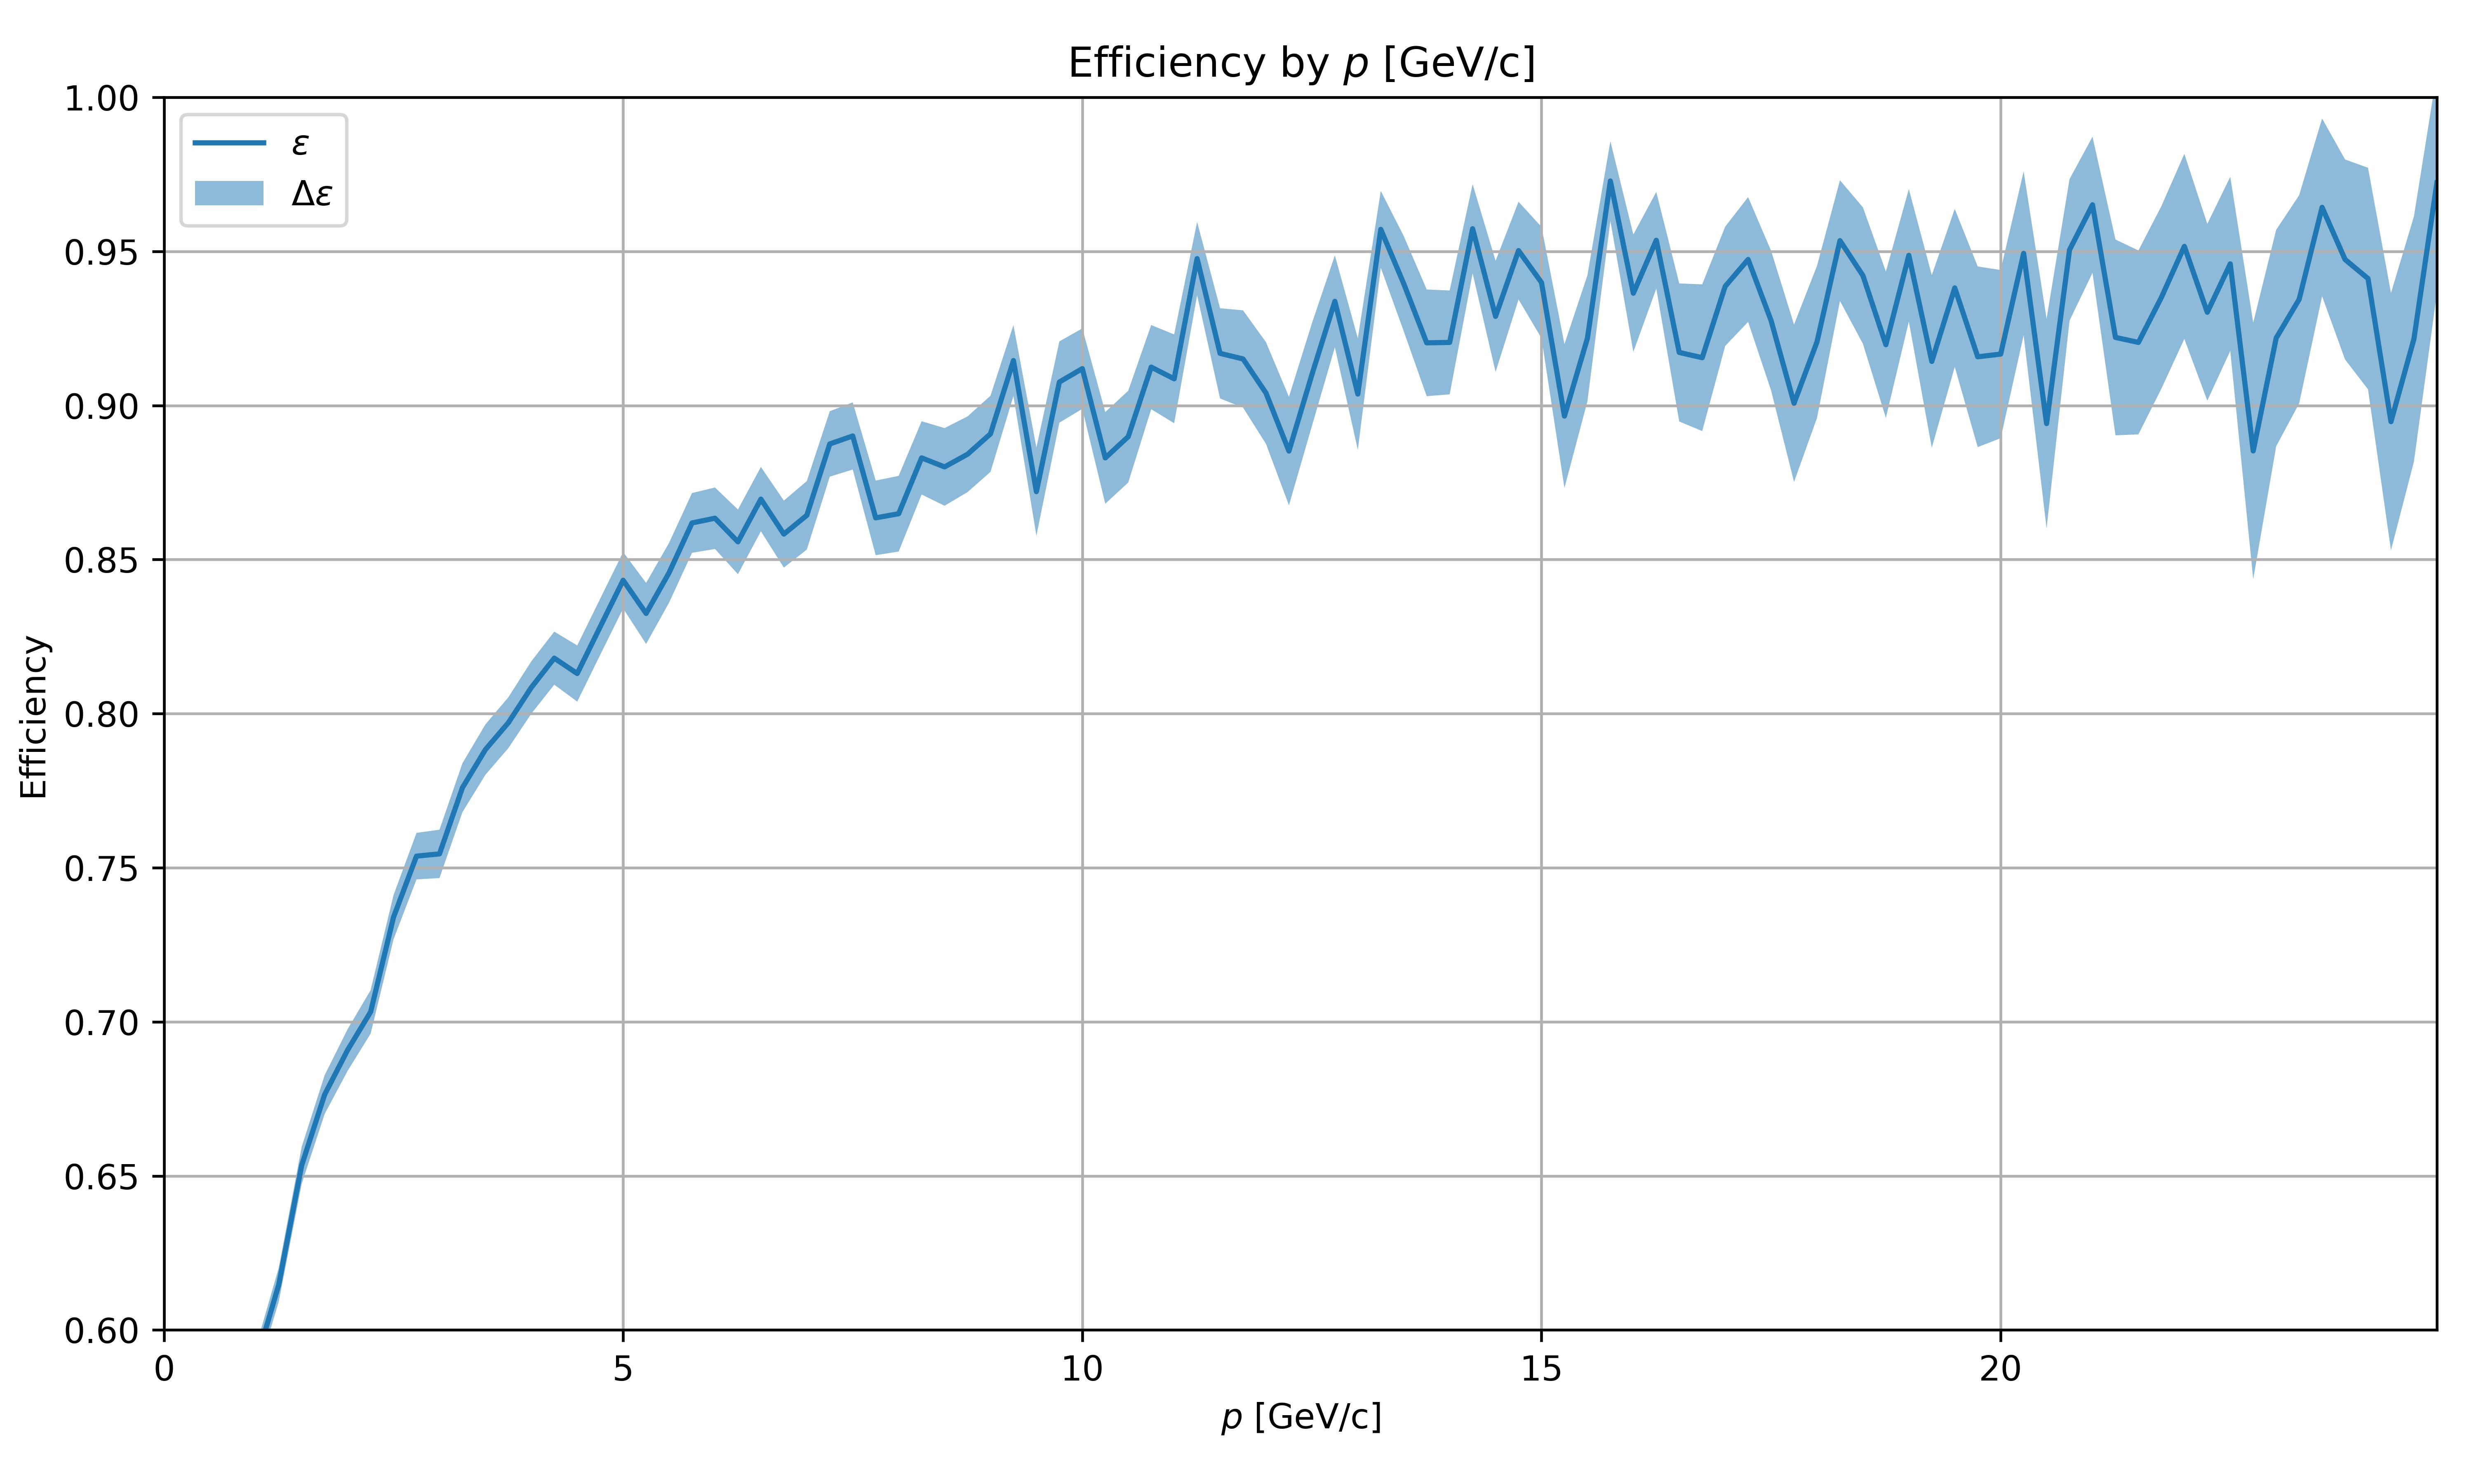 Efficiency by p [GeV/c]
ε
Δε
1.00
0.95
0.90
0.85
0.80
0.75
0.70
0.65
0.60
Efficiency
0 5 10 15 20
p [GeV/c]